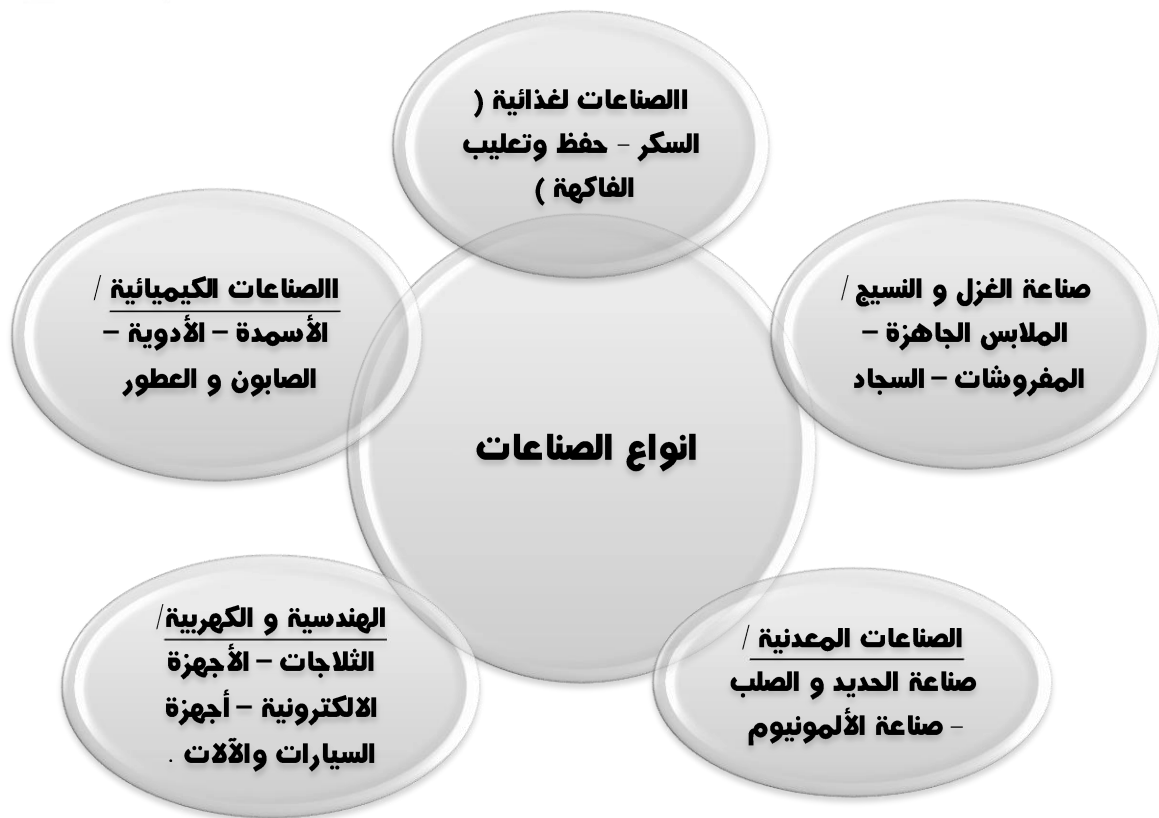 االصناعات لغذائية (
السكر – حفظ وتعليب
الفاكهة )
صناعة الغزل و النسيج /
الملابس الجاهزة –
المفروشات – السجاد
الصناعات المعدنية /
صناعة الحديد و الصلب
– صناعة الألمونيوم
الهندسية و الكهربية/
الثلاجات – الأجهزة
الالكترونية – أجهزة
السيارات والآلات .
االصناعات الكيميائية /
الأسمدة – الأدوية –
الصابون و العطور
انواع الصناعات